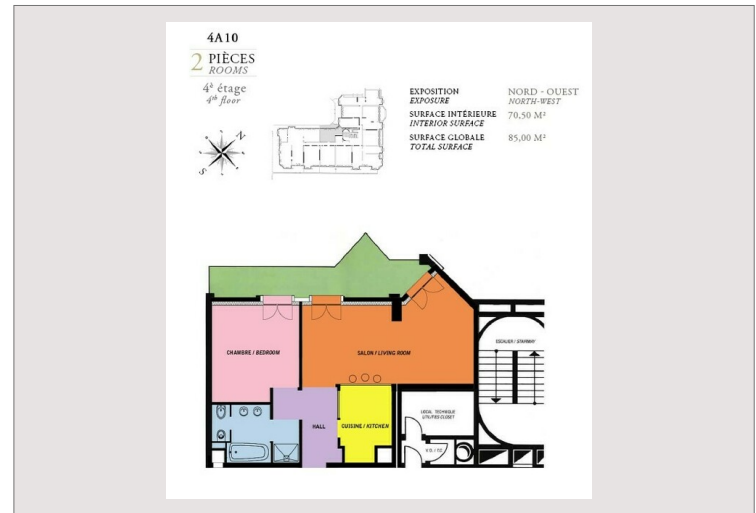 4A10
2 PIÈCES
ROOMS
4è étage
4th floor
N
S
EXPOSITION NORD - OUEST
EXPOSURE NORTH-WEST
SURFACE INTÉRIEURE 70,50 M²
INTERIOR SURFACE
SURFACE GLOBALE 85,00 M²
TOTAL SURFACE
ESCALIER / STAIRWAY
CHAMBRE / BEDROOM
SALON / LIVING ROOM
LOCAL TECHNIQUE
UTILITIES CLOSET
HALL
CUISINE / KITCHEN